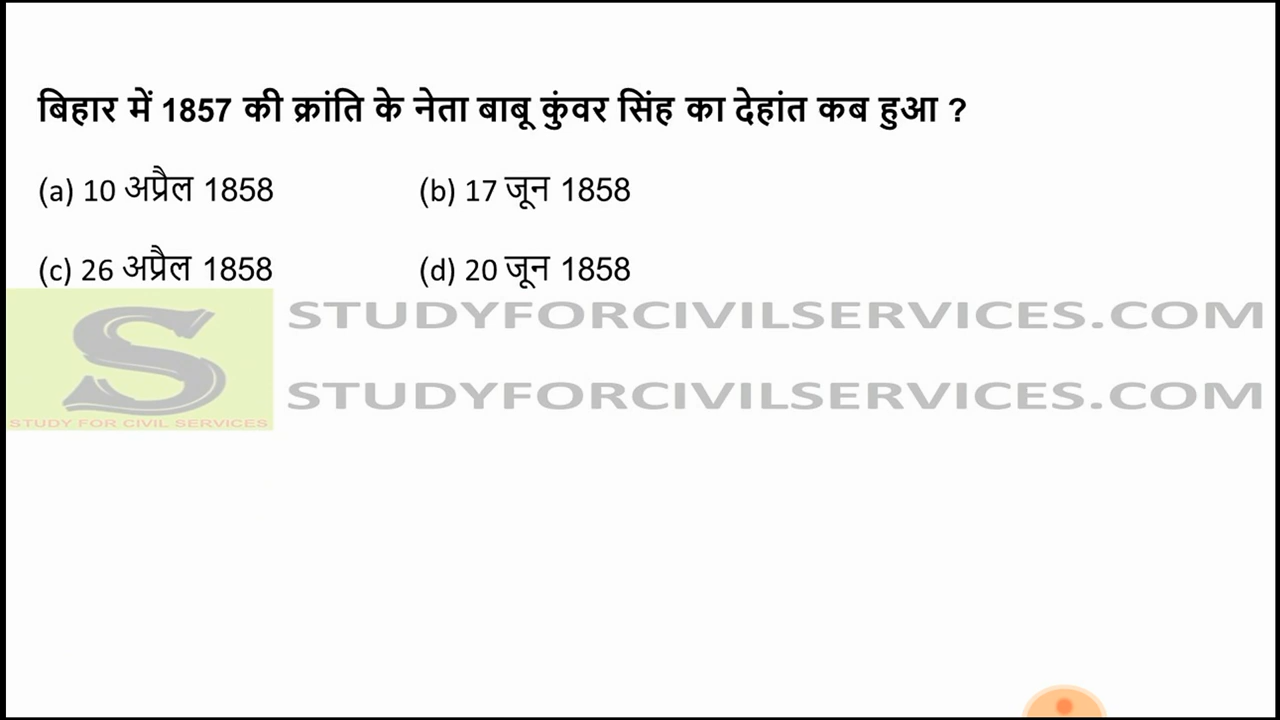 बिहार में 1857 की क्रांति के नेता बाबू कुंवर सिंह का देहांत कब हुआ ?
(a) 10 अप्रैल 1858 (b) 17 जून 1858
(c) 26 अप्रैल 1858 (d) 20 जून 1858
STUDYFORCIVILSERVICES.COM
STUDYFORCIVILSERVICES.COM
S
STUDY FOR CIVIL SERVICES